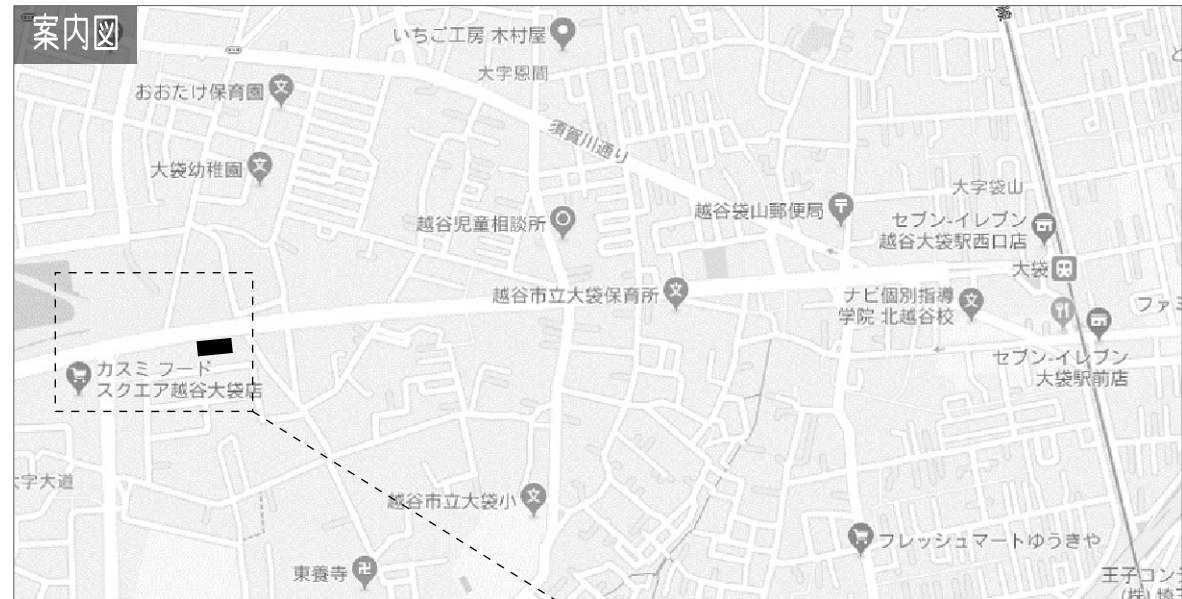 案内図
いちご工房 木村屋
大字恩間
おおたけ保育園
須賀川通り
大袋幼稚園
大字袋山
越谷袋山郵便局
セブン-イレブン
越谷大袋駅西口店
越谷児童相談所
大袋
越谷市立大袋保育所
ナビ個別指導
学院 北越谷校
ファミ
セブン-イレブン
大袋駅前店
カスミ フード
スクエア越谷大袋店
大字大道
越谷市立大袋小
フレッシュマートゆうきや
東養寺
王子コンテ
(株) 埼玉